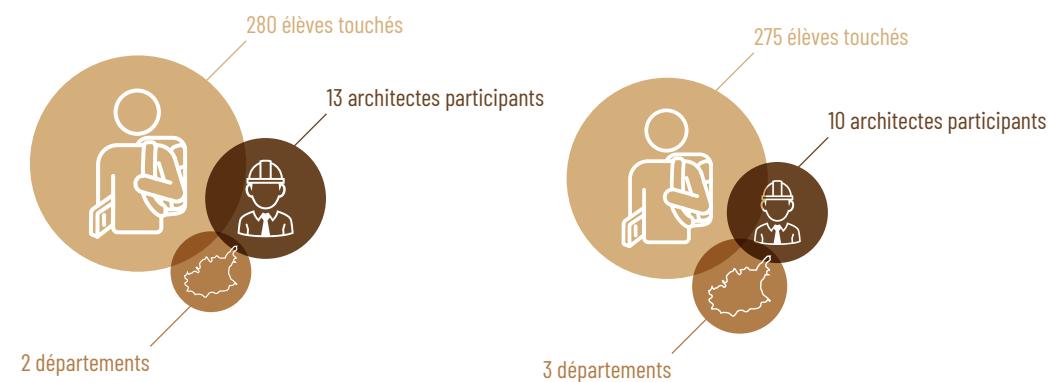 280 élèves touchés
13 architectes participants
2 départements
275 élèves touchés
10 architectes participants
3 départements